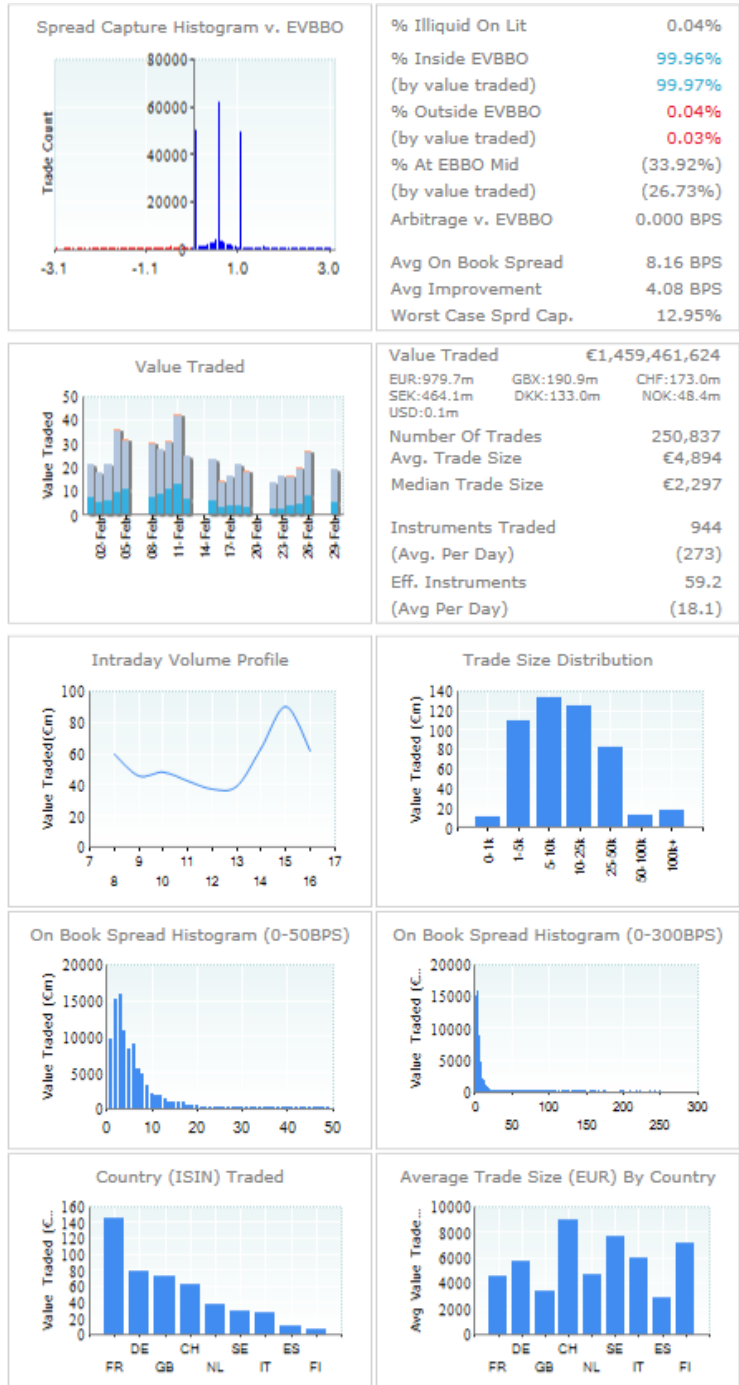 Spread Capture Histogram v. EVBBO
Trade Count
80000
60000
40000
20000
0
-3.1 -1.1 1.0 3.0
% Illiquid On Lit 0.04%
% Inside EVBBO 99.96%
(by value traded) 99.97%
% Outside EVBBO 0.04%
(by value traded) 0.03%
% At EBBO Mid (33.92%)
(by value traded) (26.73%)
Arbitrage v. EVBBO 0.000 BPS
Avg On Book Spread 8.16 BPS
Avg Improvement 4.08 BPS
Worst Case Sprd Cap. 12.95%
Value Traded
Value Traded
50
40
30
20
10
0
02-Feb 05-Feb 08-Feb 11-Feb 14-Feb 17-Feb 20-Feb 23-Feb 26-Feb 29-Feb
Value Traded €1,459,461,624
EUR:979.7m GBX:190.9m CHF:173.0m
SEK:464.1m DKK:133.0m NOK:48.4m
USD:0.1m
Number Of Trades 250,837
Avg. Trade Size €4,894
Median Trade Size €2,297
Instruments Traded 944
(Avg. Per Day) (273)
Eff. Instruments 59.2
(Avg Per Day) (18.1)
Intraday Volume Profile
Value Traded(€m)
100
80
60
40
20
0
7 9 11 13 15 17
8 10 12 14 16
Trade Size Distribution
Value Traded (€m)
140
120
100
80
60
40
20
0
0-1k 1-5k 5-10k 10-25k 25-50k 50-100k 100k+
On Book Spread Histogram (0-50BPS)
Value Traded (€m)
20000
15000
10000
5000
0
0 10 20 30 40 50
On Book Spread Histogram (0-300BPS)
Value Traded (€...
20000
15000
10000
5000
0
0 100 200 300
50 150 250
Country (ISIN) Traded
Value Traded (€...
160
140
120
100
80
60
40
20
0
DE CH SE ES
FR GB NL IT FI
Average Trade Size (EUR) By Country
Avg Value Trade...
10000
8000
6000
4000
2000
0
DE CH SE ES
FR GB NL IT FI